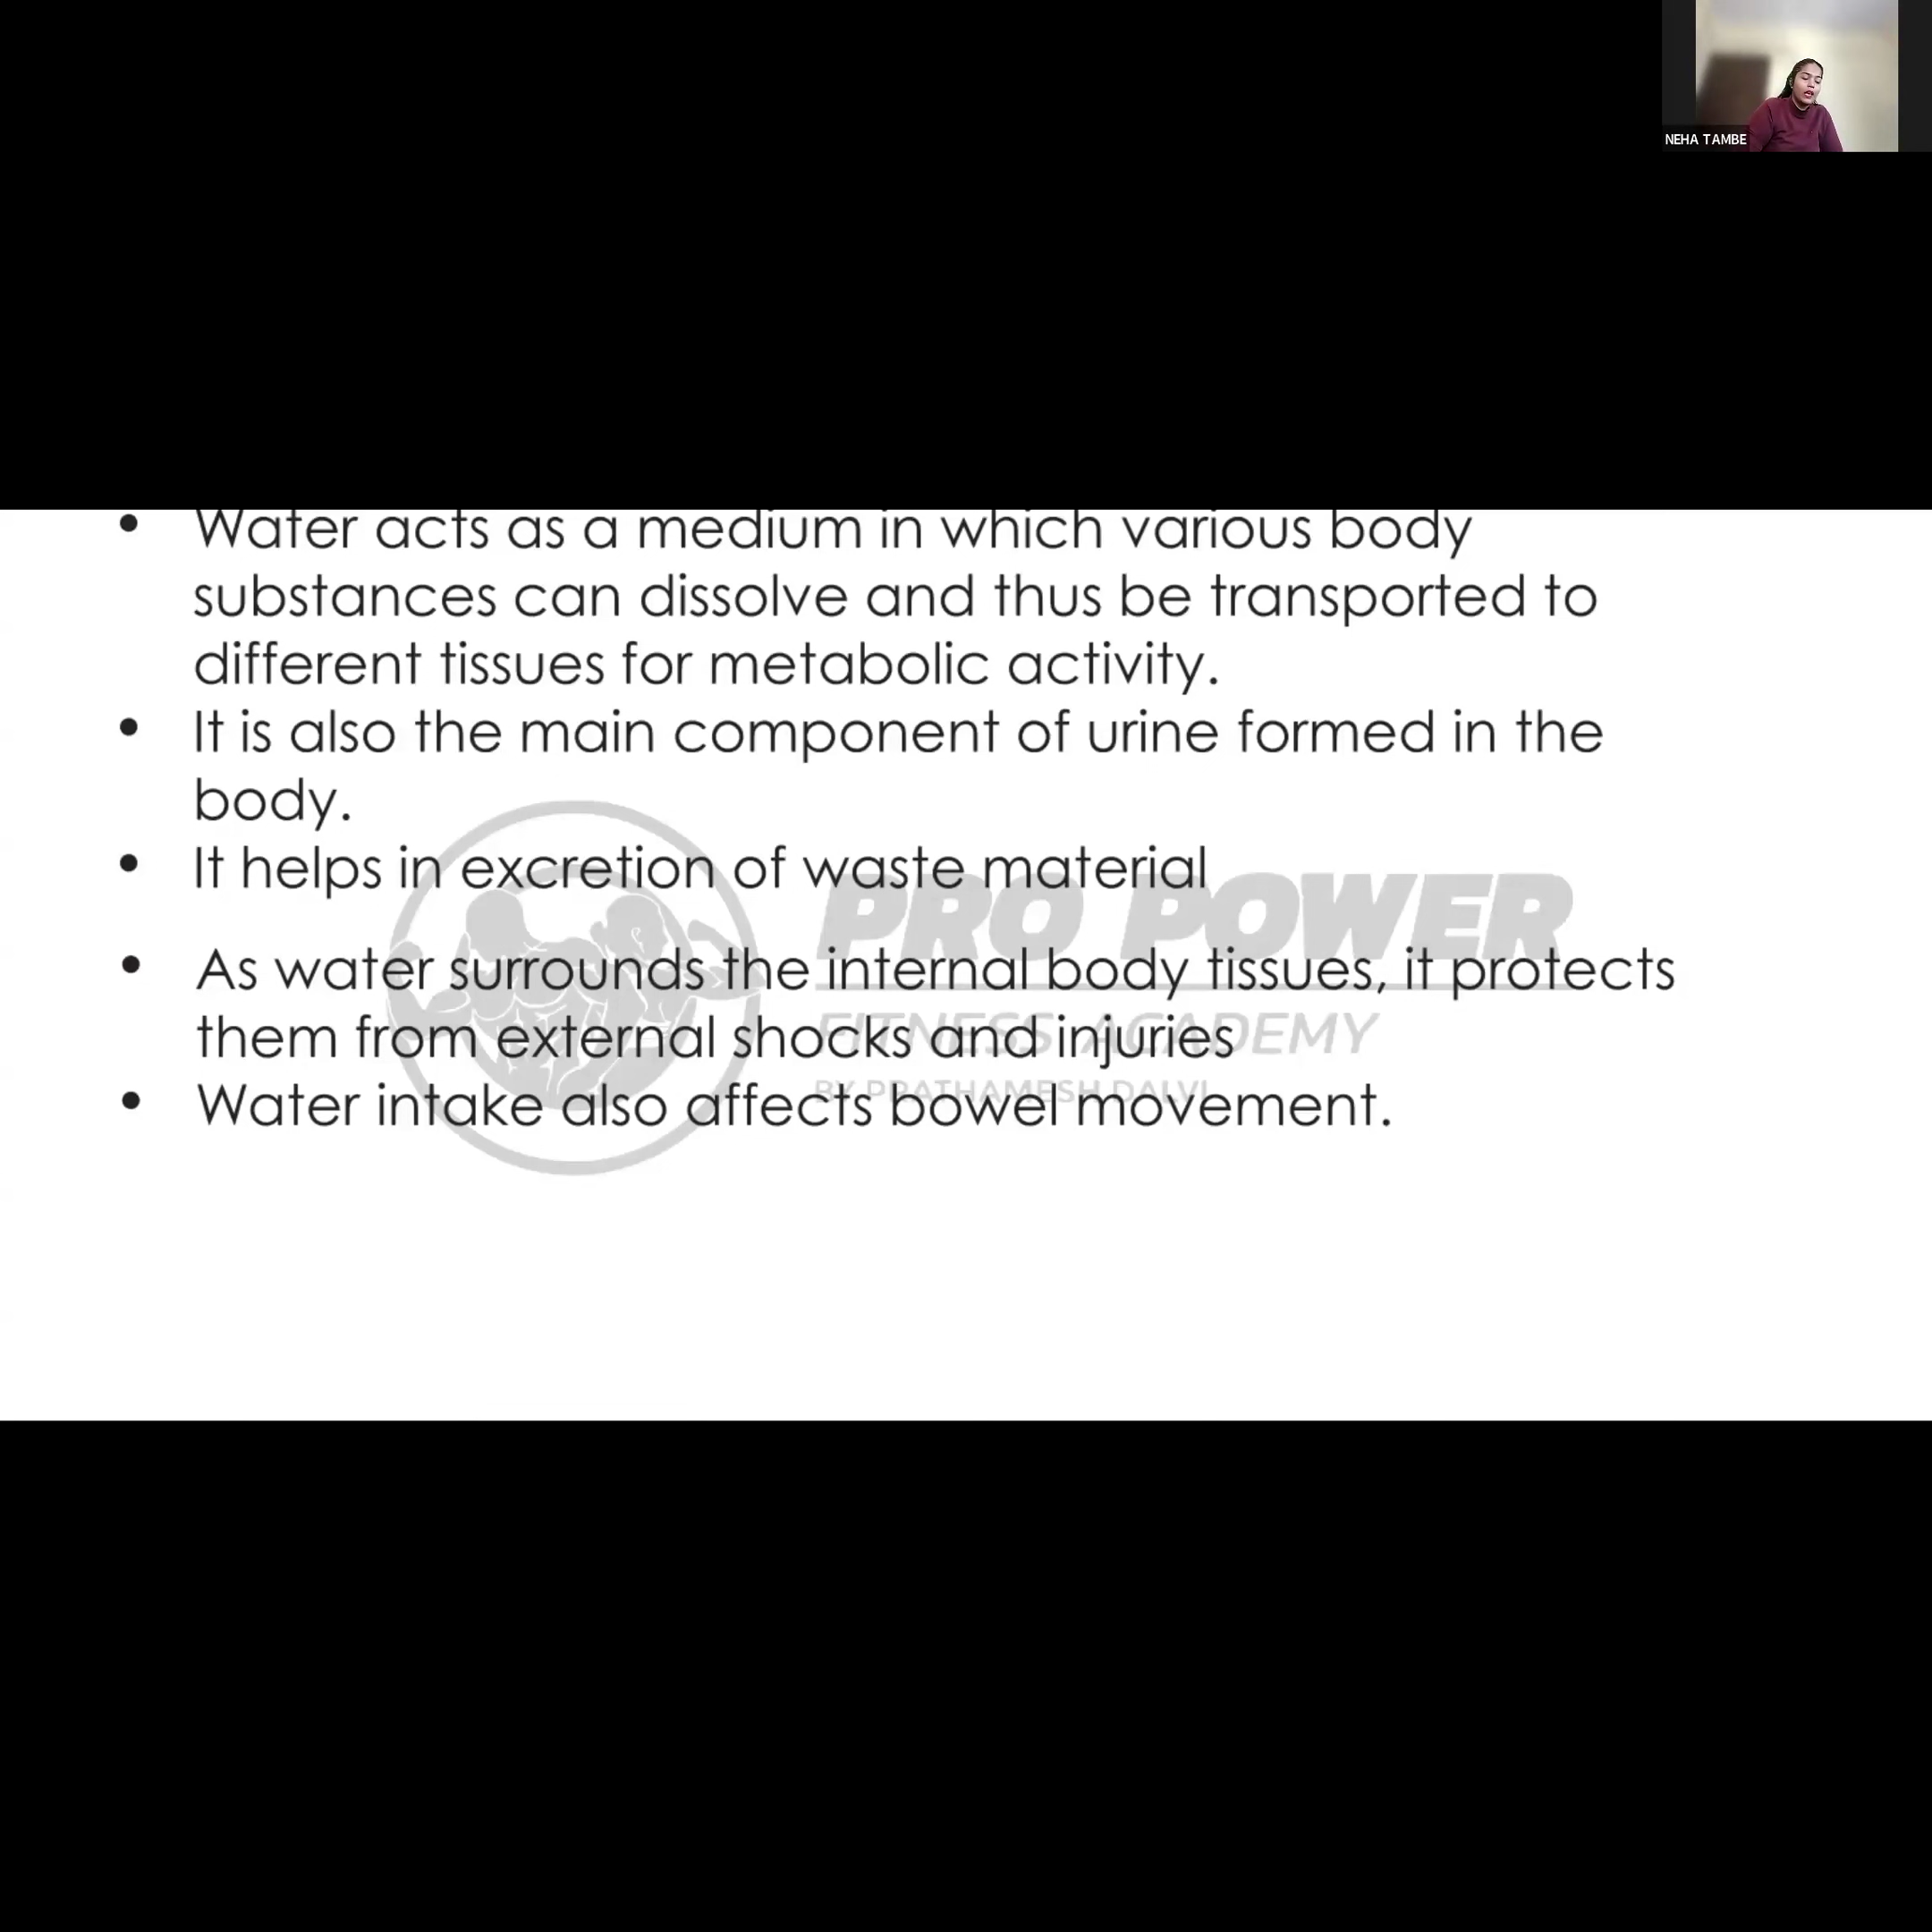 NEHA TAMBE
• Water acts as a medium in which various body
substances can dissolve and thus be transported to
different tissues for metabolic activity.
• It is also the main component of urine formed in the
body.
• It helps in excretion of waste material
• As water surrounds the internal body tissues, it protects
them from external shocks and injuries
• Water intake also affects bowel movement.
PRO POWER
FITNESS ACADEMY
BY PRATHAMESH DALVI